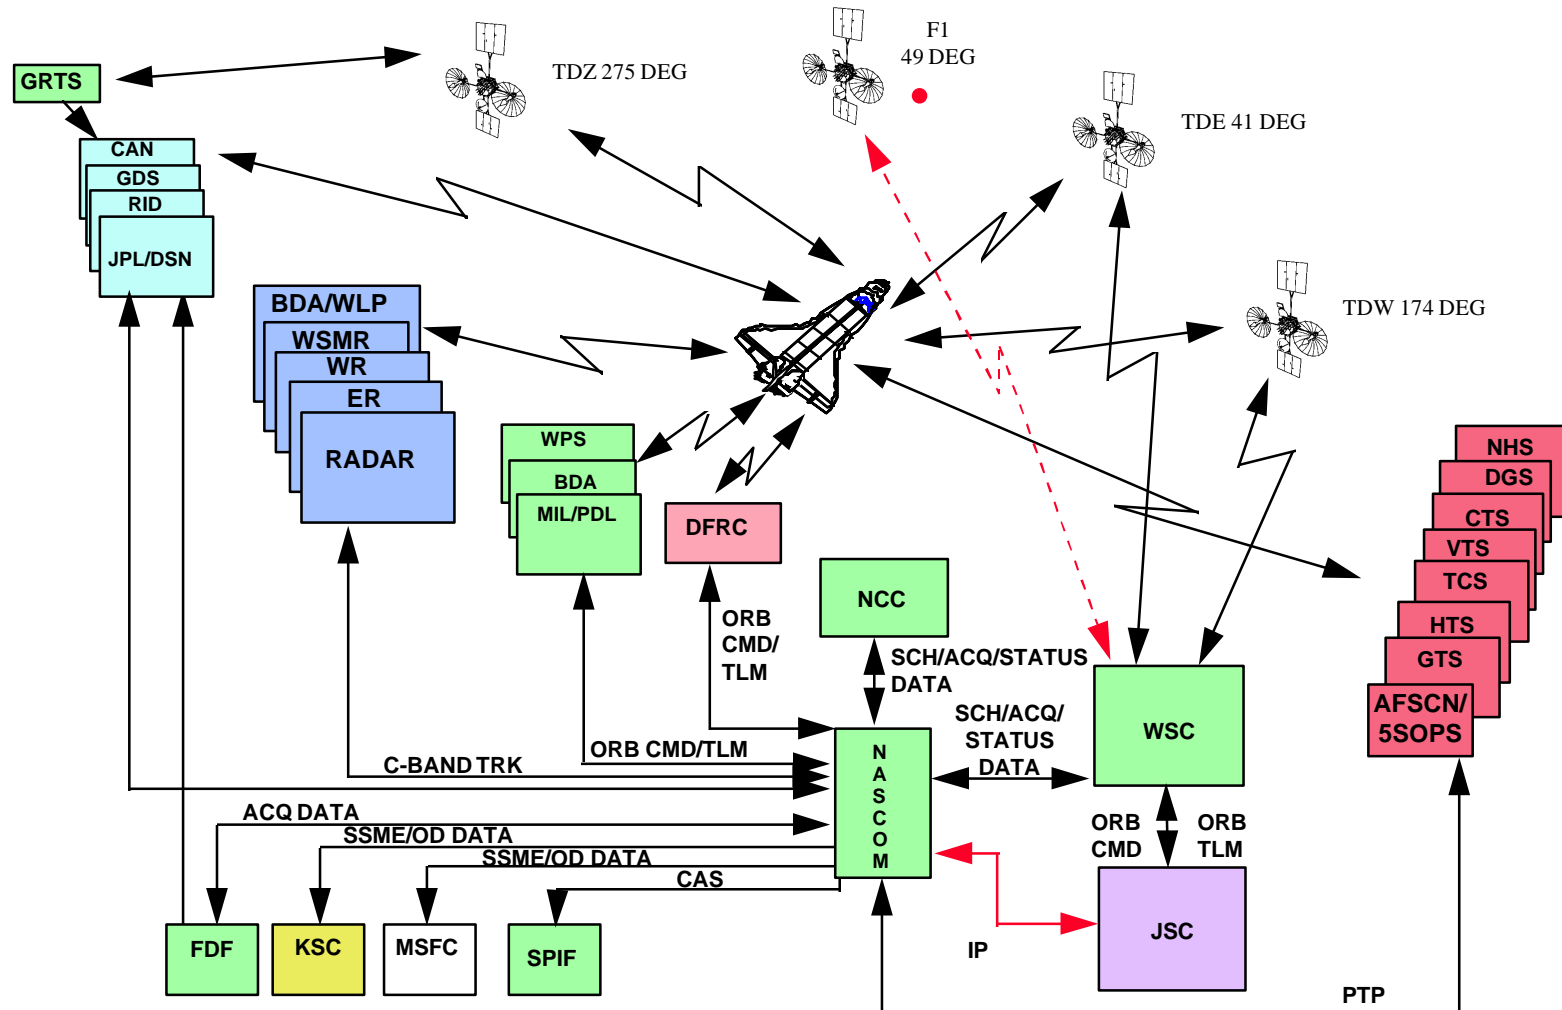 F1
49 DEG
GRTS
TDZ 275 DEG
TDE 41 DEG
CAN
GDS
RID
JPL/DSN
TDW 174 DEG
BDA/WLP
WSMR
WR
ER
RADAR
WPS
BDA
MIL/PDL
DFRC
NHS
DGS
CTS
VTS
TCS
HTS
GTS
AFSCN/
5SOPS
NCC
ORB
CMD/
TLM
SCH/ACQ/STATUS
DATA
SCH/ACQ/
STATUS
DATA
WSC
ORB CMD/TLM
C-BAND TRK
NASCOM
ACQ DATA
SSME/OD DATA
SSME/OD DATA
CAS
ORB
CMD
ORB
TLM
FDF
KSC
MSFC
SPIF
IP
JSC
PTP